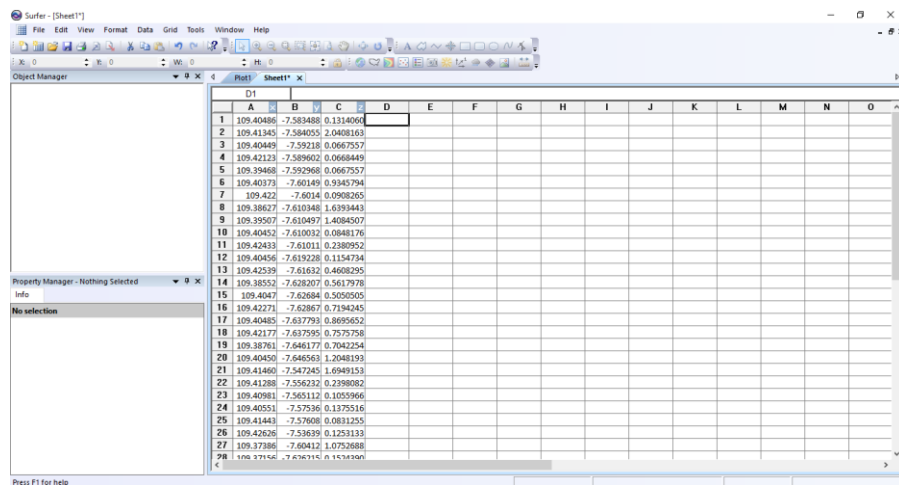 Surfer - [Sheet1*]
File Edit View Format Data Grid Tools Window Help
X: 0 Y: 0 W: 0 H: 0
Object Manager
Plot1 Sheet1*
D1
A x B y C z D E F G H I J K L M N O
1 109.40486 -7.583488 0.1314060
2 109.41345 -7.584055 2.0408163
3 109.40449 -7.59218 0.0667557
4 109.42123 -7.589602 0.0668449
5 109.39468 -7.592968 0.0667557
6 109.40373 -7.60149 0.9345794
7 109.422 -7.6014 0.0908265
8 109.38627 -7.610348 1.6393443
9 109.39507 -7.610497 1.4084507
10 109.40452 -7.610032 0.0848176
11 109.42433 -7.61011 0.2380952
12 109.40456 -7.619228 0.1154734
13 109.42539 -7.61632 0.4608295
14 109.38552 -7.628207 0.5617978
15 109.4047 -7.62684 0.5050505
16 109.42271 -7.62867 0.7194245
17 109.40485 -7.637793 0.8695652
18 109.42177 -7.637595 0.7575758
19 109.38761 -7.646177 0.7042254
20 109.40450 -7.646563 1.2048193
21 109.41460 -7.547245 1.6949153
22 109.41288 -7.556232 0.2398082
23 109.40981 -7.565112 0.1055966
24 109.40551 -7.57536 0.1375516
25 109.41443 -7.57608 0.0831255
26 109.42626 -7.53639 0.1253133
27 109.37386 -7.60412 1.0752688
28 109.37156 -7.626215 0.1524390
Property Manager - Nothing Selected
Info
No selection
Press F1 for help